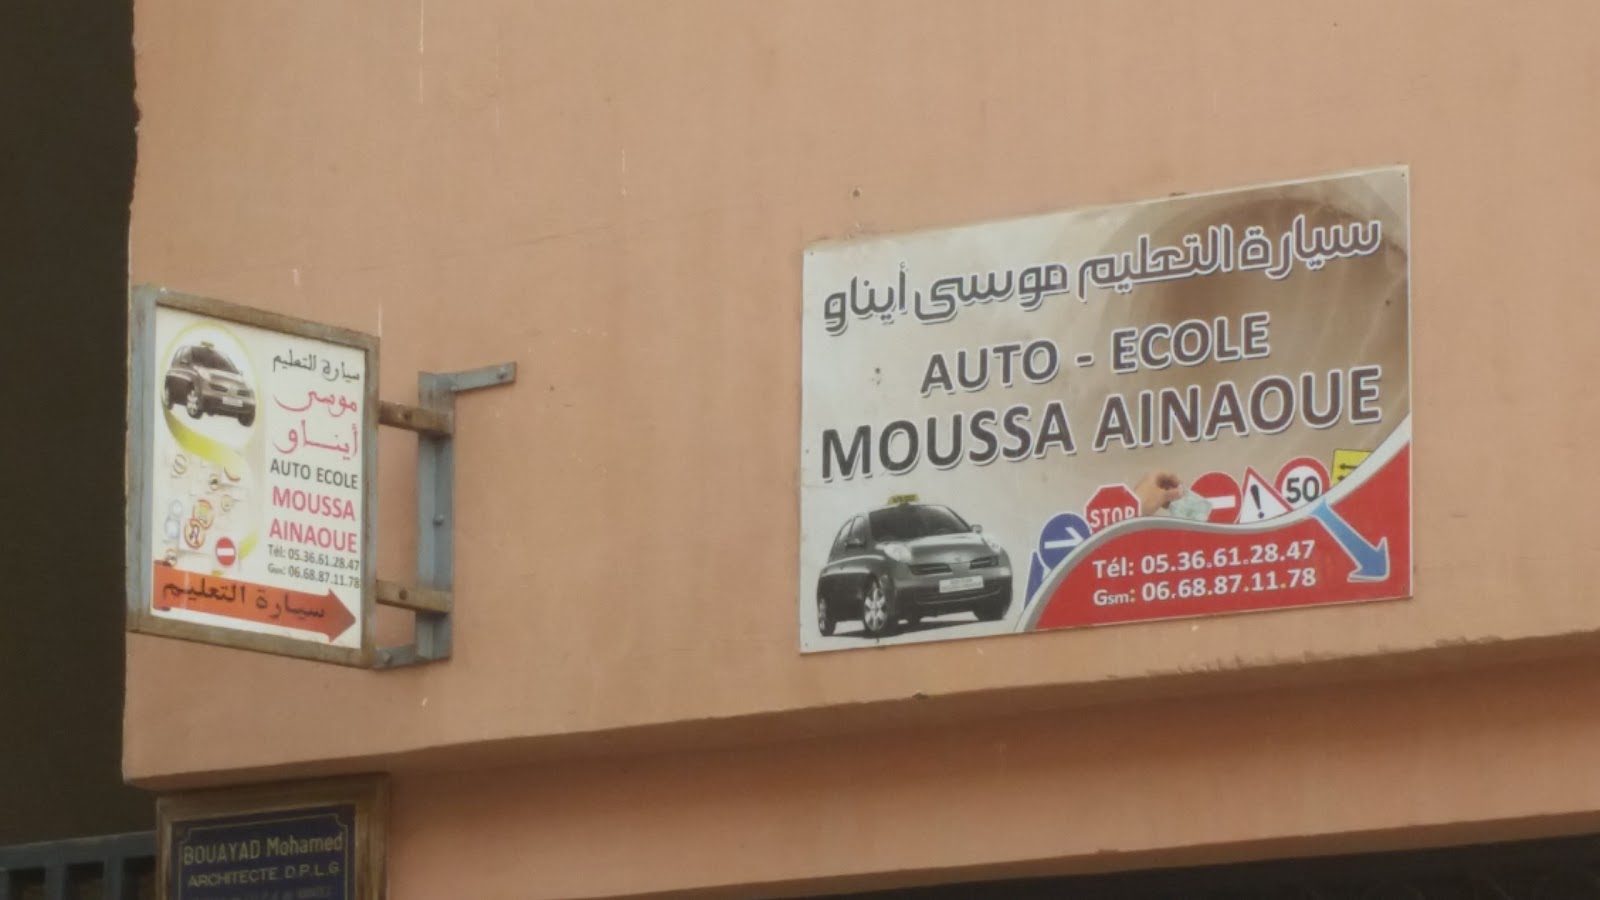 سيارة التعليم
موسى
أيناو
AUTO ECOLE
MOUSSA
AINAOUE
Tél: 05.36.61.28.47
Gsm: 06.68.87.11.78
سيارة التعليم
سيارة التعليم موسى أيناو
AUTO - ECOLE
MOUSSA AINAOUE
STOP
50
Tél: 05.36.61.28.47
Gsm: 06.68.87.11.78
BOUAYAD Mohamed
ARCHITECTE D.P.L.G